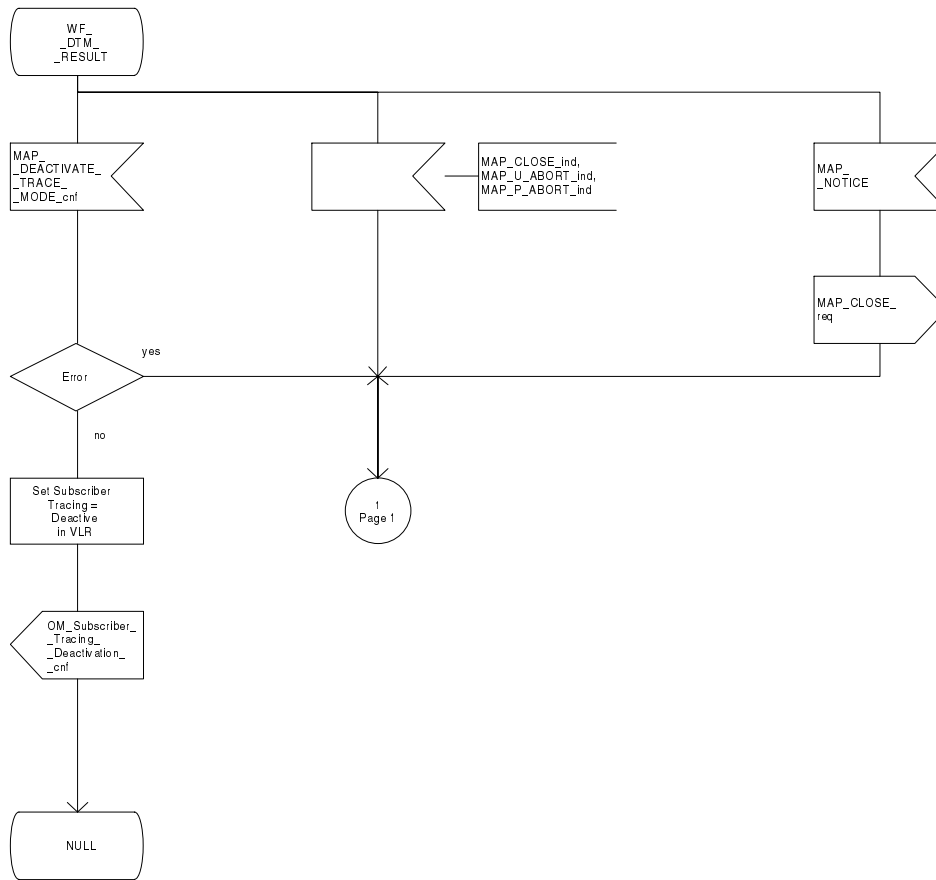 WF_
_DTM_
_RESULT
MAP_
_DEACTIVATE_
_TRACE_
_MODE_cnf
MAP_CLOSE_ind,
MAP_U_ABORT_ind,
MAP_P_ABORT_ind
MAP_
_NOTICE
MAP_CLOSE_
req
yes
Error
no
Set Subscriber
Tracing =
Deactive
in VLR
1
Page 1
OM_Subscriber_
_Tracing_
_Deactivation_
_cnf
NULL